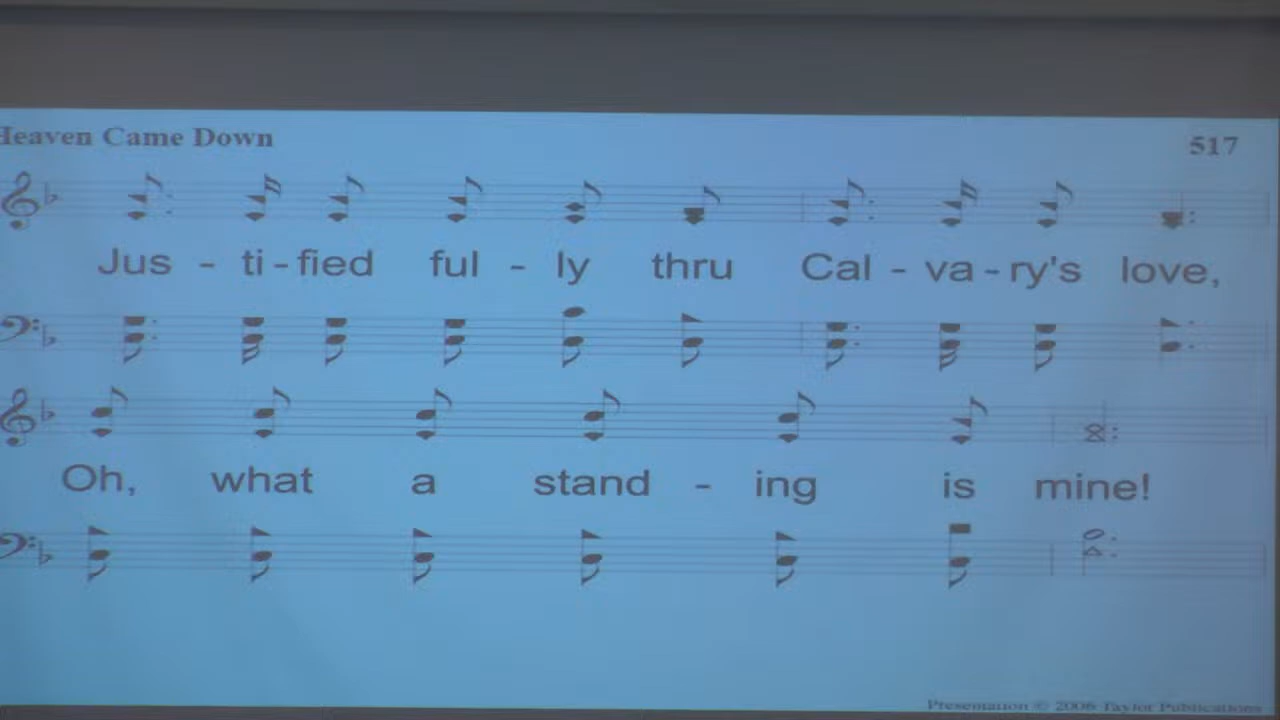 Heaven Came Down
517
Jus - ti - fied ful - ly thru Cal - va - ry's love,
Oh, what a stand - ing is mine!
Presentation © 2006 Taylor Publications